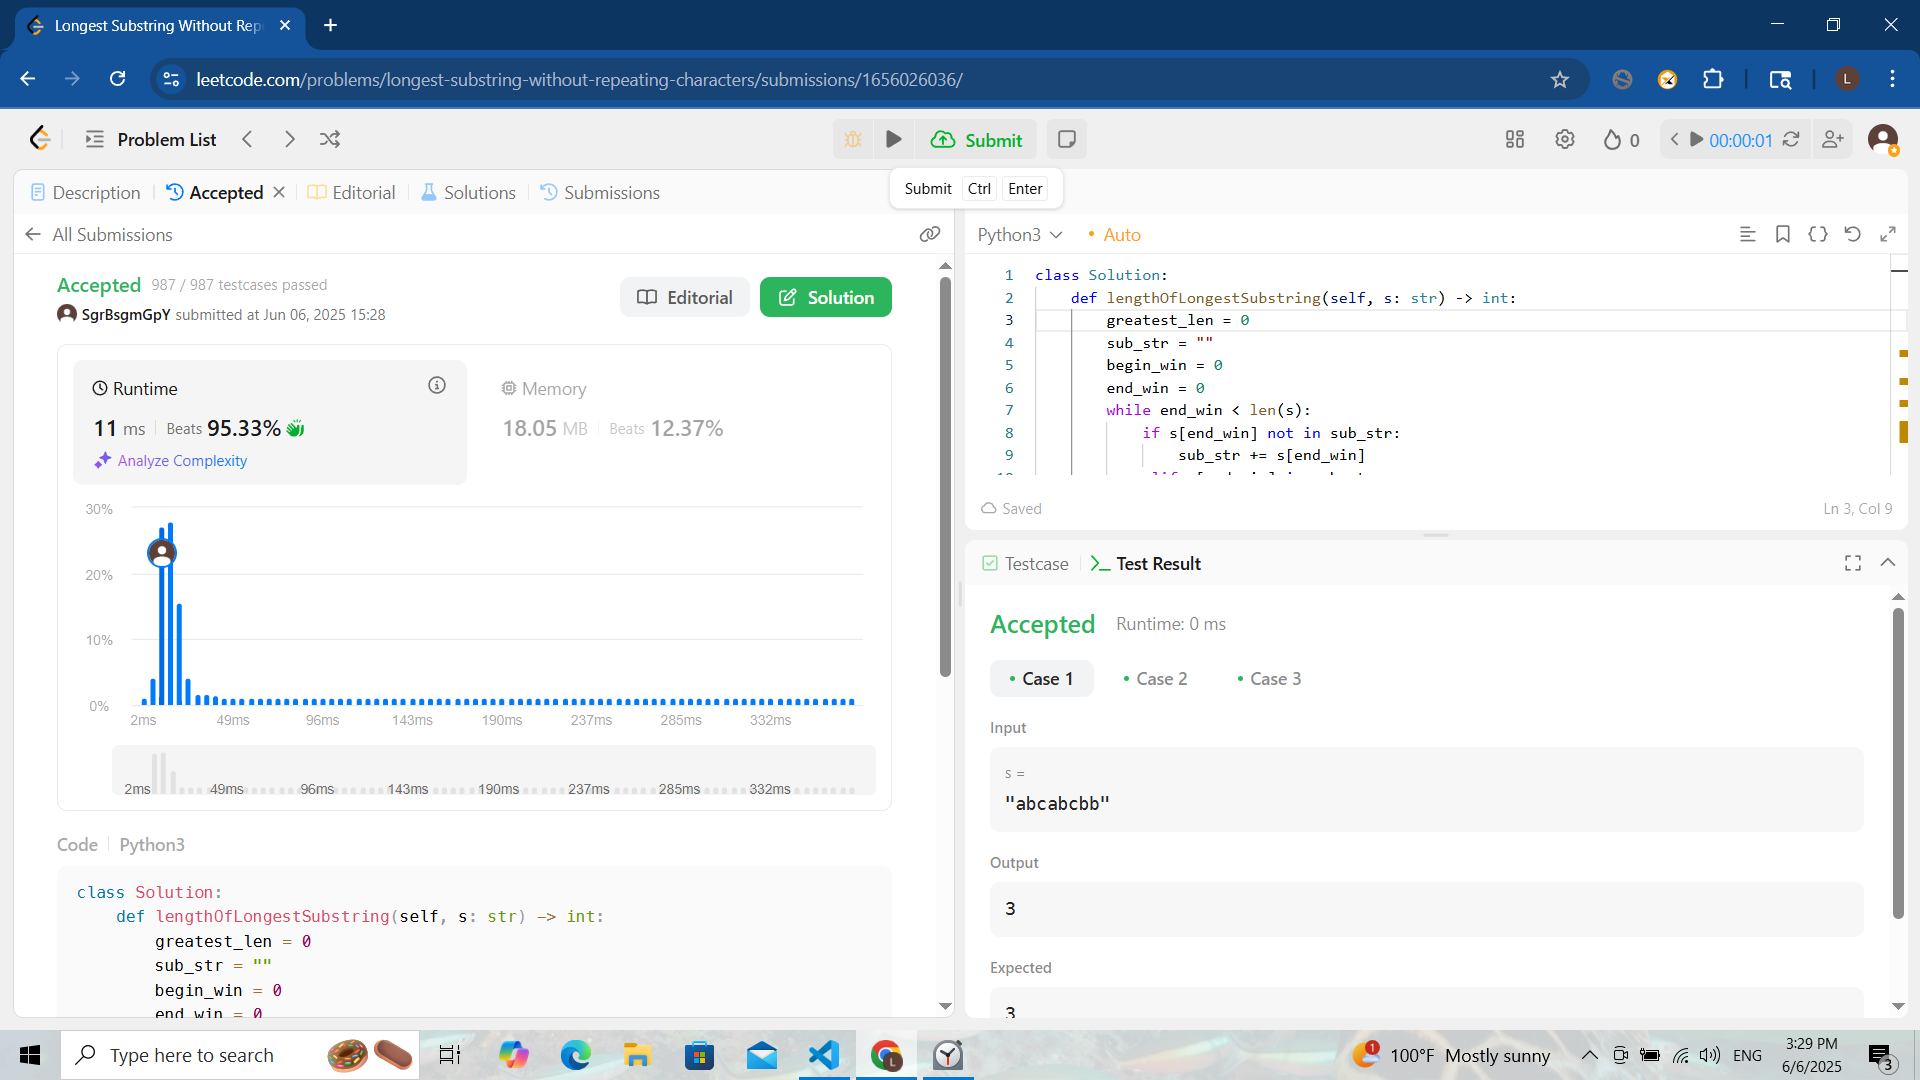 Longest Substring Without Rep
leetcode.com/problems/longest-substring-without-repeating-characters/submissions/1656026036/
L
Problem List
Submit
0
00:00:01
Description
Accepted
Editorial
Solutions
Submissions
Submit Ctrl Enter
All Submissions
Accepted 987 / 987 testcases passed
SgrBsgmGpY submitted at Jun 06, 2025 15:28
Editorial
Solution
Runtime
11 ms Beats 95.33%
Analyze Complexity
Memory
18.05 MB Beats 12.37%
30%
20%
10%
0%
2ms 49ms 96ms 143ms 190ms 237ms 285ms 332ms
2ms 49ms 96ms 143ms 190ms 237ms 285ms 332ms
Code Python3
class Solution:
def lengthOfLongestSubstring(self, s: str) -> int:
greatest_len = 0
sub_str = ""
begin_win = 0
end_win = 0
Python3 • Auto
1 class Solution:
2 def lengthOfLongestSubstring(self, s: str) -> int:
3 greatest_len = 0
4 sub_str = ""
5 begin_win = 0
6 end_win = 0
7 while end_win < len(s):
8 if s[end_win] not in sub_str:
9 sub_str += s[end_win]
Saved
Ln 3, Col 9
Testcase
Test Result
Accepted Runtime: 0 ms
• Case 1 • Case 2 • Case 3
Input
s =
"abcabcbb"
Output
3
Expected
3
Type here to search
L
1
100°F Mostly sunny
ENG
3:29 PM
6/6/2025
3